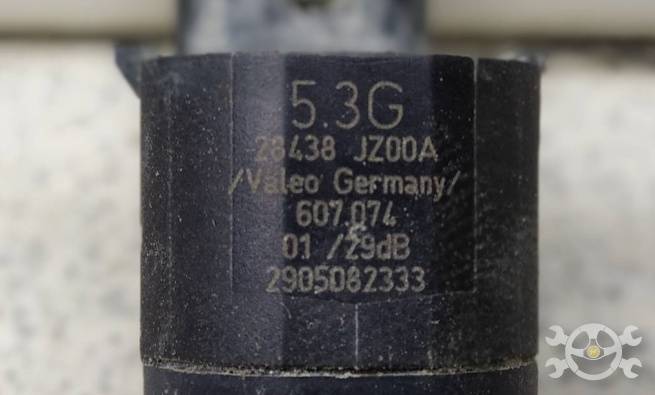 5.3G
28438 JZ00A
/Valeo Germany/
607.074
01 /29dB
2905082333